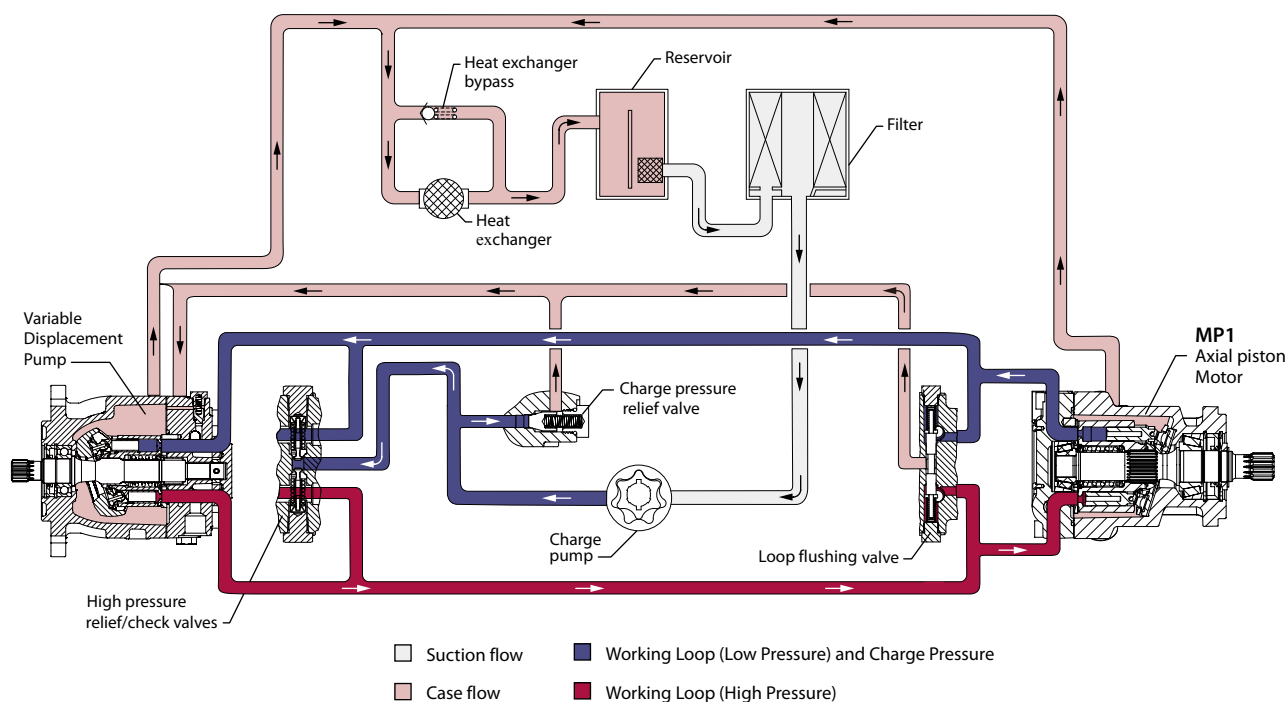 Heat exchanger
bypass
Reservoir
Filter
Heat
exchanger
Variable
Displacement
Pump
MP1
Axial piston
Motor
Charge pressure
relief valve
Charge
pump
Loop flushing valve
High pressure
relief/check valves
Suction flow
Working Loop (Low Pressure) and Charge Pressure
Case flow
Working Loop (High Pressure)